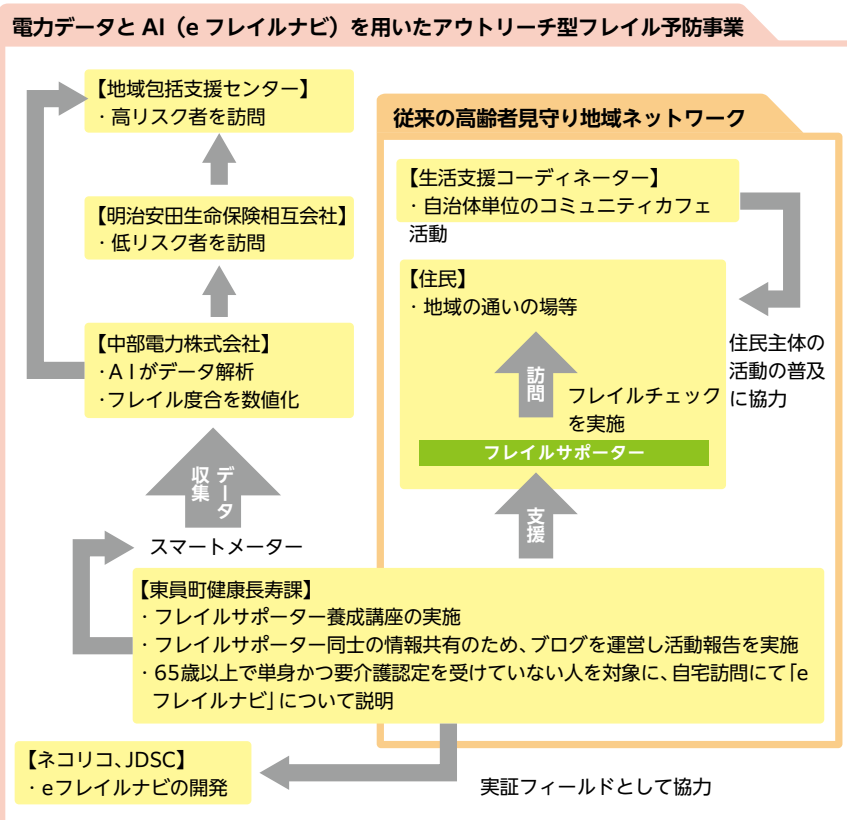 電力データと AI（e フレイルナビ）を用いたアウトリーチ型フレイル予防事業
【地域包括支援センター】
・高リスク者を訪問
【明治安田生命保険相互会社】
・低リスク者を訪問
【中部電力株式会社】
・A I がデータ解析
・フレイル度合を数値化
データ
収集
スマートメーター
従来の高齢者見守り地域ネットワーク
【生活支援コーディネーター】
・自治体単位のコミュニティカフェ
活動
【住民】
・地域の通いの場等
住民主体の
活動の普及
に協力
訪問
フレイルチェック
を実施
フレイルサポーター
支援
【東員町健康長寿課】
・フレイルサポーター養成講座の実施
・フレイルサポーター同士の情報共有のため、ブログを運営し活動報告を実施
・65歳以上で単身かつ要介護認定を受けていない人を対象に、自宅訪問にて「e
フレイルナビ」について説明
【ネコリコ、JDSC】
・eフレイルナビの開発
実証フィールドとして協力